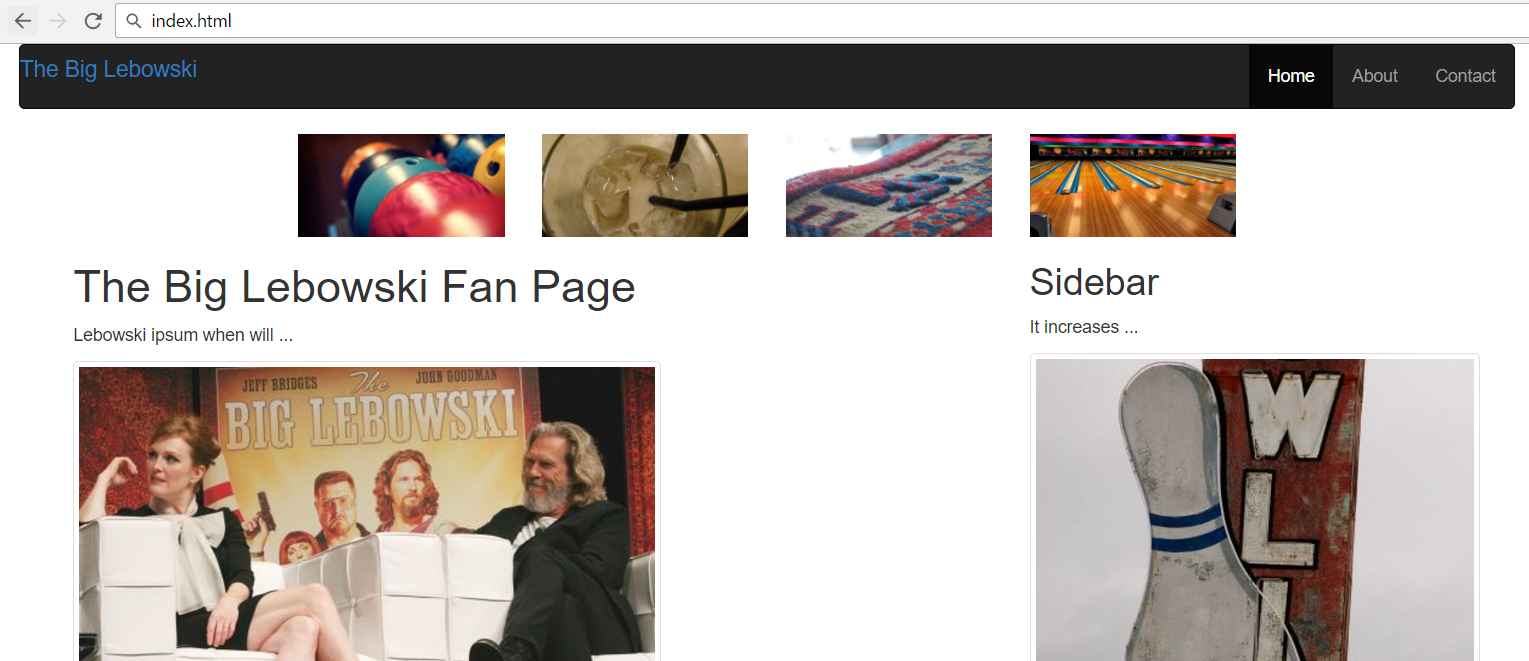 index.html
The Big Lebowski
Home
About
Contact
The Big Lebowski Fan Page
Sidebar
Lebowski ipsum when will ...
It increases ...
JEFF BRIDGES
The
JOHN GOODMAN
BIG LEBOWSKI
W
L